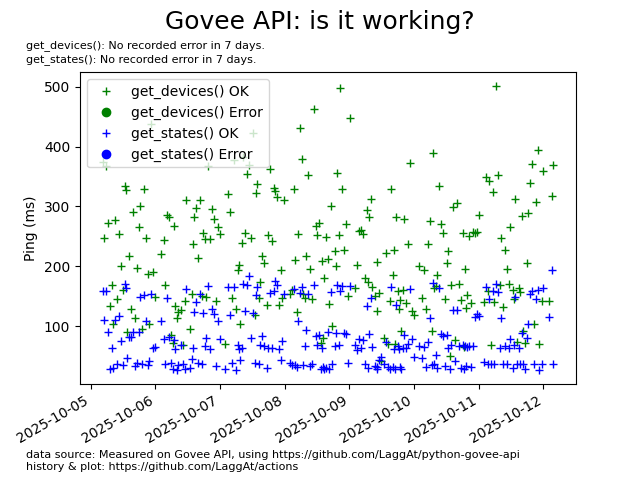 Govee API: is it working?
get_devices(): No recorded error in 7 days.
get_states(): No recorded error in 7 days.
get_devices() OK
get_devices() Error
get_states() OK
get_states() Error
500
400
300
200
100
Ping (ms)
2025-10-05
2025-10-06
2025-10-07
2025-10-08
2025-10-09
2025-10-10
2025-10-11
2025-10-12
data source: Measured on Govee API, using https://github.com/LaggAt/python-govee-api
history & plot: https://github.com/LaggAt/actions